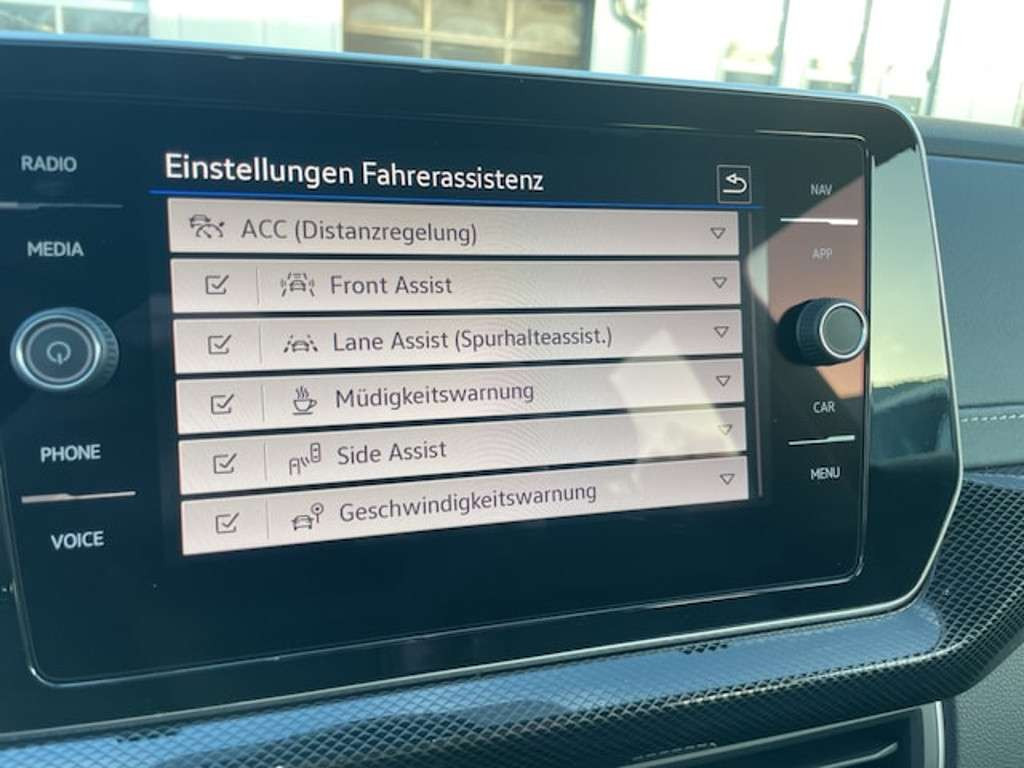 RADIO
MEDIA
PHONE
VOICE
Einstellungen Fahrerassistenz
ACC (Distanzregelung)
Front Assist
Lane Assist (Spurhalteassist.)
Müdigkeitswarnung
Side Assist
Geschwindigkeitswarnung
NAV
APP
CAR
MENU